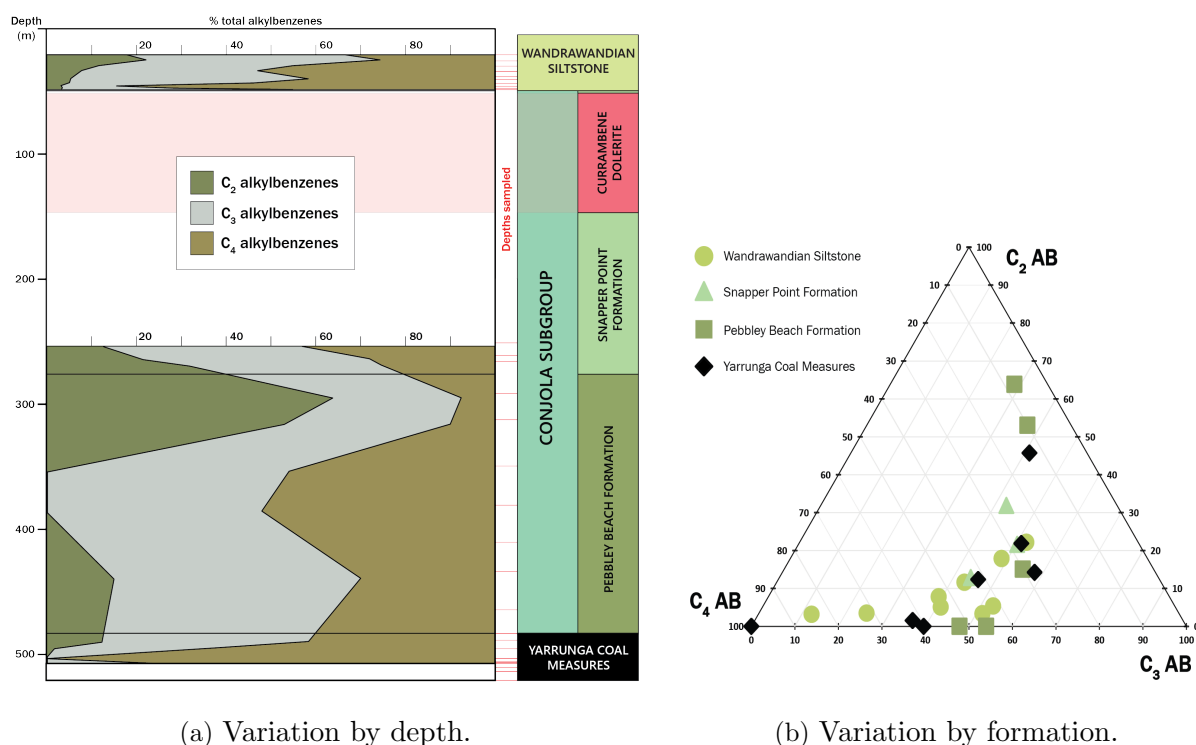 Depth
(m)
% total alkylbenzenes
20
40
60
80
100
200
300
400
500
C2 alkylbenzenes
C3 alkylbenzenes
C4 alkylbenzenes
20
40
60
80
Depths sampled
WANDRAWANDIAN
SILTSTONE
CONJOLA SUBGROUP
CURRAMBENE
DOLERITE
SNAPPER POINT
FORMATION
PEBBLEY BEACH FORMATION
YARRUNGA COAL
MEASURES
(a) Variation by depth.
Wandrawandian Siltstone
Snapper Point Formation
Pebbley Beach Formation
Yarrunga Coal Measures
C2 AB
C4 AB
C3 AB
0
10
20
30
40
50
60
70
80
90
100
100
90
80
70
60
50
40
30
20
10
0
0
10
20
30
40
50
60
70
80
90
100
(b) Variation by formation.